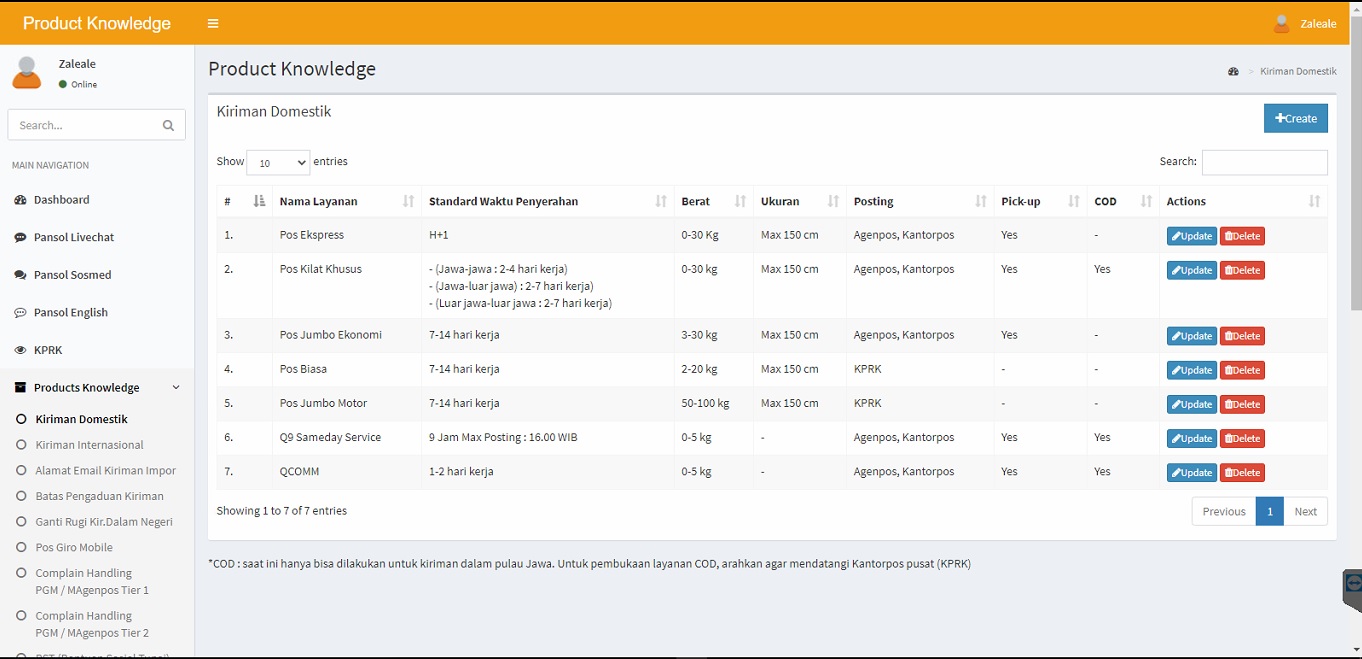 Product Knowledge
Zaleale
Zaleale
Online
Search...
MAIN NAVIGATION
Dashboard
Pansol Livechat
Pansol Sosmed
Pansol English
KPRK
Products Knowledge
Kiriman Domestik
Kiriman Internasional
Alamat Email Kiriman Impor
Batas Pengaduan Kiriman
Ganti Rugi Kir.Dalam Negeri
Pos Giro Mobile
Complain Handling
PGM / MAgenpos Tier 1
Complain Handling
PGM / MAgenpos Tier 2
Product Knowledge
> Kiriman Domestik
Kiriman Domestik
Create
Show 10 entries
Search:
# Nama Layanan Standard Waktu Penyerahan Berat Ukuran Posting Pick-up COD Actions
1. Pos Ekspress H+1 0-30 Kg Max 150 cm Agenpos, Kantorpos Yes - Update Delete
2. Pos Kilat Khusus - (Jawa-jawa : 2-4 hari kerja) 0-30 kg Max 150 cm Agenpos, Kantorpos Yes Yes Update Delete
- (Jawa-luar jawa) : 2-7 hari kerja)
- (Luar jawa-luar jawa : 2-7 hari kerja)
3. Pos Jumbo Ekonomi 7-14 hari kerja 3-30 kg Max 150 cm Agenpos, Kantorpos Yes - Update Delete
4. Pos Biasa 7-14 hari kerja 2-20 kg Max 150 cm KPRK - - Update Delete
5. Pos Jumbo Motor 7-14 hari kerja 50-100 kg Max 150 cm KPRK - - Update Delete
6. Q9 Sameday Service 9 Jam Max Posting : 16.00 WIB 0-5 kg - Agenpos, Kantorpos Yes Yes Update Delete
7. QCOMM 1-2 hari kerja 0-5 kg - Agenpos, Kantorpos Yes Yes Update Delete
Showing 1 to 7 of 7 entries
Previous 1 Next
*COD : saat ini hanya bisa dilakukan untuk kiriman dalam pulau Jawa. Untuk pembukaan layanan COD, arahkan agar mendatangi Kantorpos pusat (KPRK)